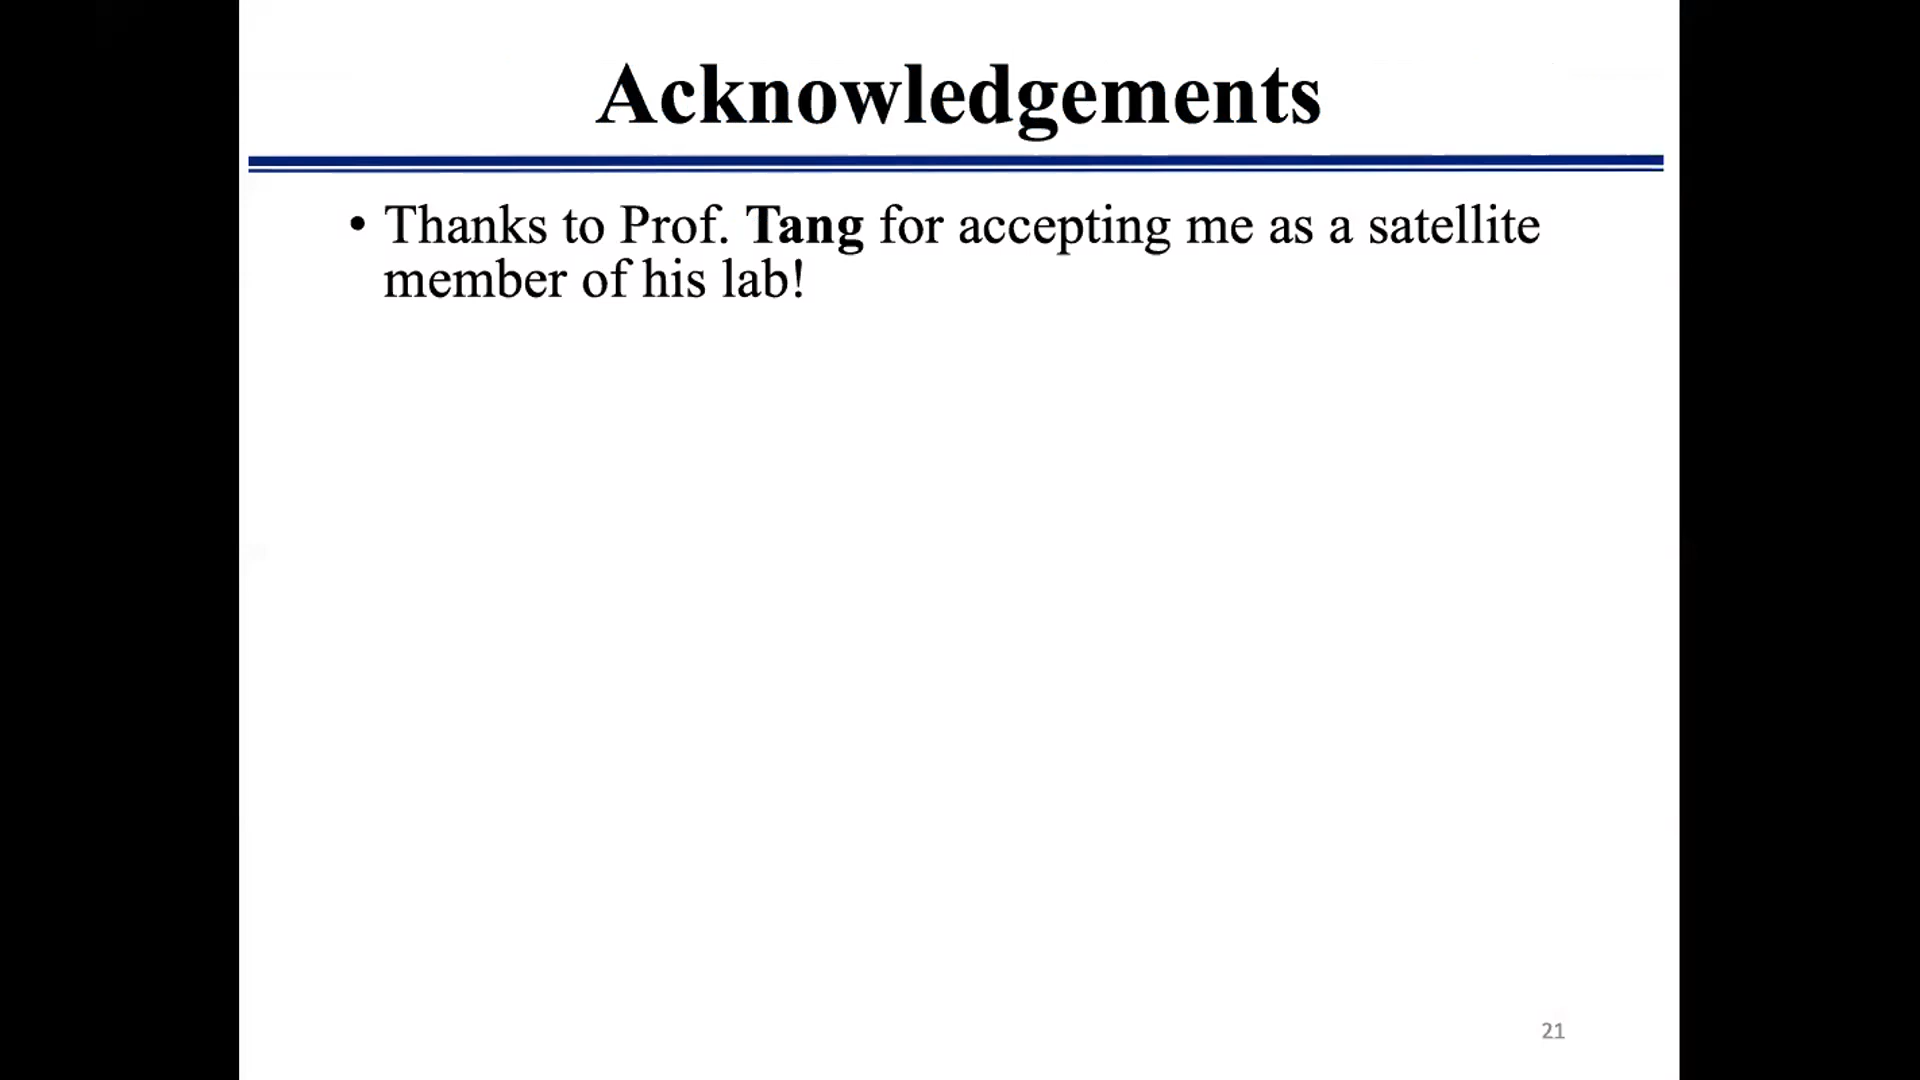 Acknowledgements
• Thanks to Prof. Tang for accepting me as a satellite
member of his lab!
21